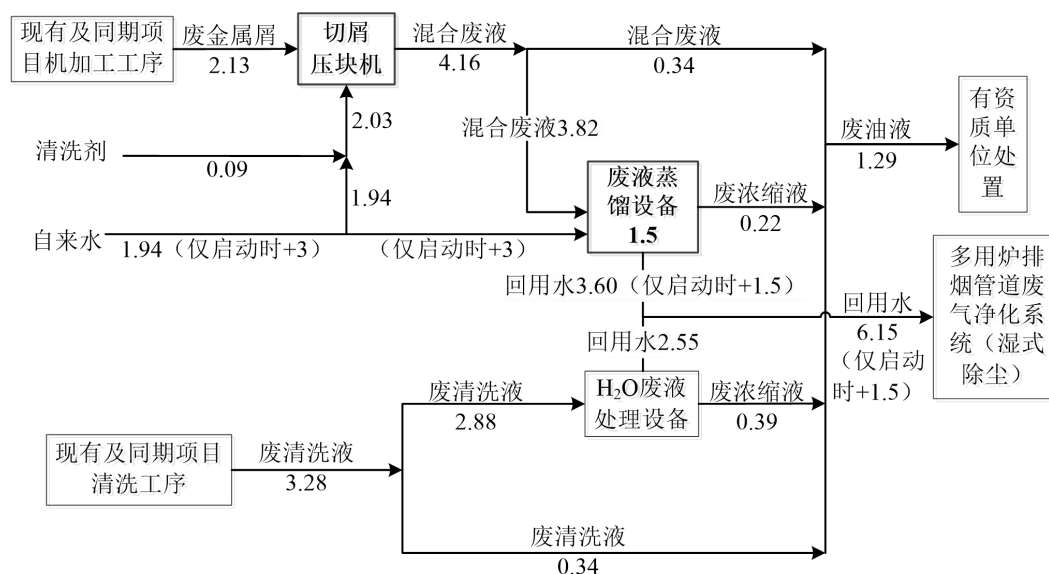 现有及同期项
目机加工工序
废金属屑
2.13
切屑
压块机
混合废液
4.16
混合废液
0.34
2.03
混合废液3.82
清洗剂
0.09
1.94
自来水
1.94（仅启动时+3）
（仅启动时+3）
废液蒸
馏设备
1.5
废浓缩液
0.22
废油液
1.29
有资
质单
位处
置
回用水3.60（仅启动时+1.5）
回用水2.55
回用水
6.15
（仅启动
时+1.5）
多用炉排
烟管道废
气净化系
统（湿式
除尘）
H₂O废液
处理设备
废清洗液
2.88
废浓缩液
0.39
现有及同期项目
清洗工序
废清洗液
3.28
废清洗液
0.34